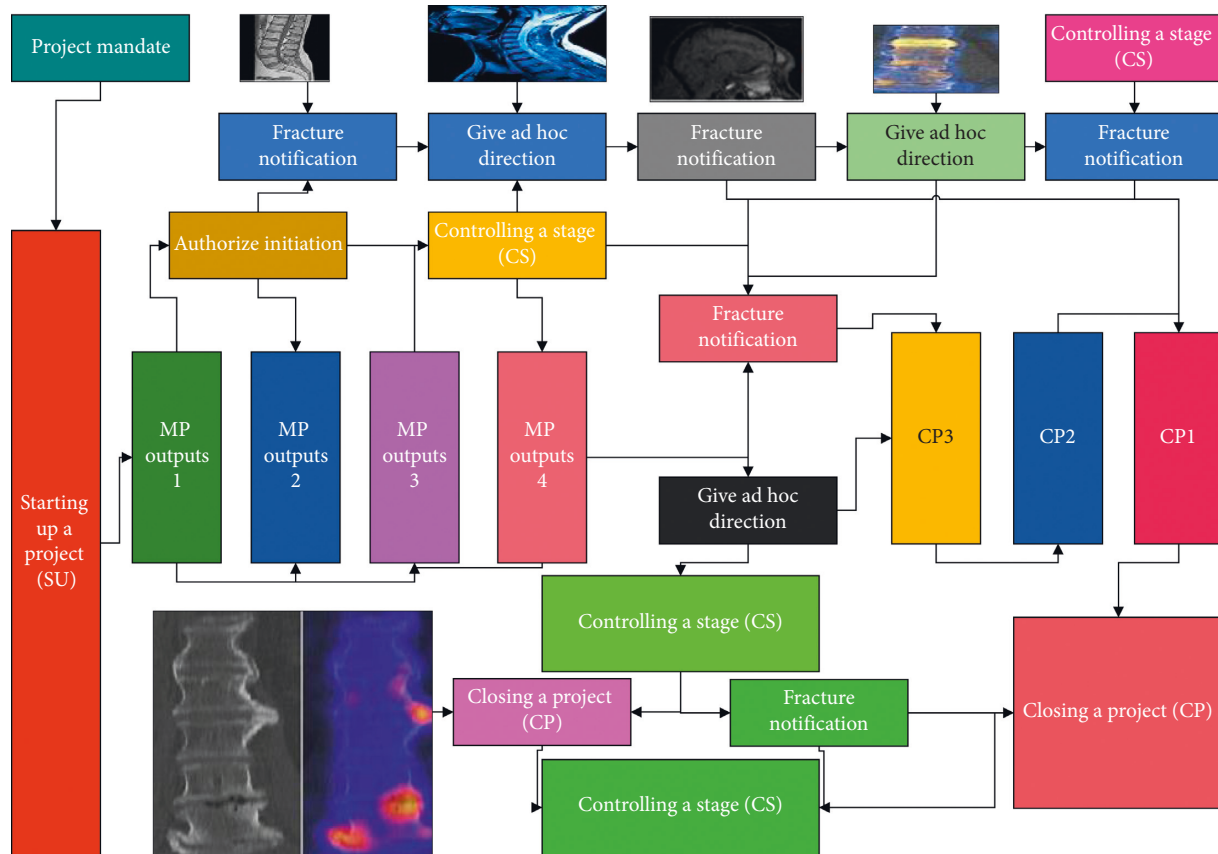 Project mandate
Controlling a stage
(CS)
Fracture
notification
Give ad hoc
direction
Fracture
notification
Give ad hoc
direction
Fracture
notification
Authorize initiation
Controlling a stage
(CS)
Fracture
notification
Starting
up a
project
(SU)
MP
outputs
1
MP
outputs
2
MP
outputs
3
MP
outputs
4
CP3
CP2
CP1
Give ad hoc
direction
Controlling a stage (CS)
Closing a project
(CP)
Fracture
notification
Closing a project (CP)
Controlling a stage (CS)